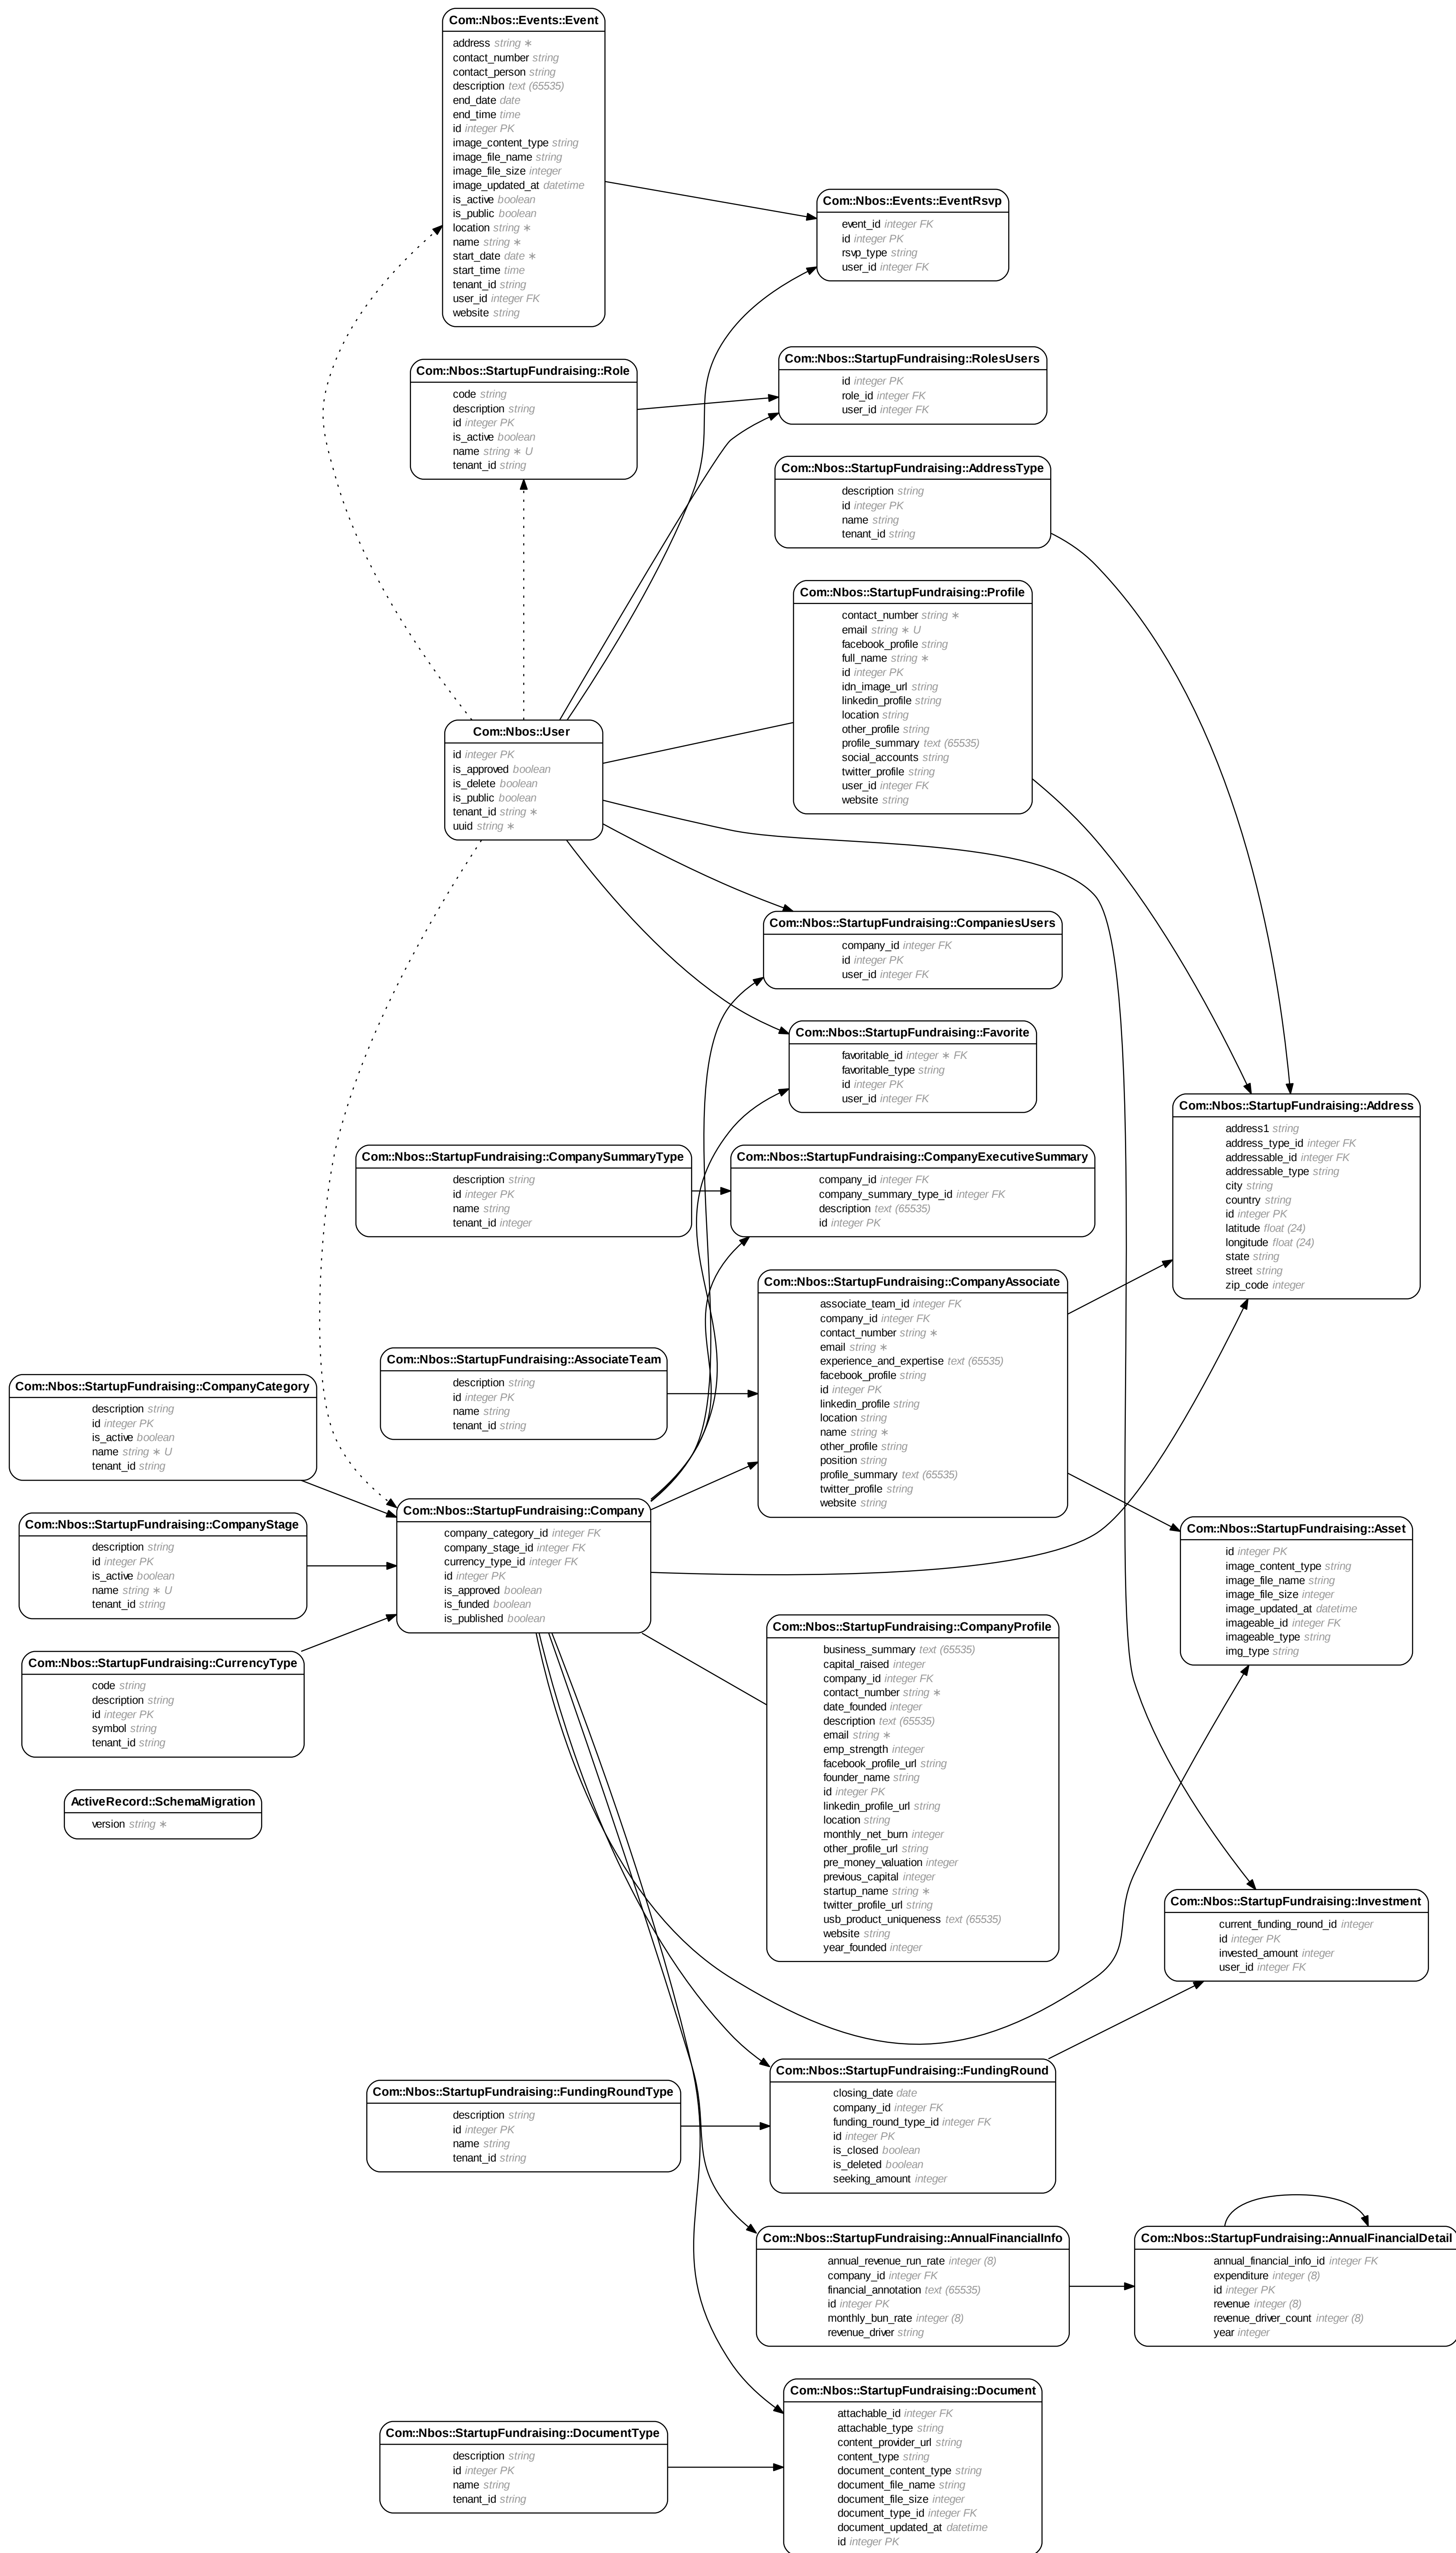 Com::Nbos::Events::Event
address string ∗
contact_number string
contact_person string
description text (65535)
end_date date
end_time time
id integer PK
image_content_type string
image_file_name string
image_file_size integer
image_updated_at datetime
is_active boolean
is_public boolean
location string ∗
name string ∗
start_date date ∗
start_time time
tenant_id string
user_id integer FK
website string
Com::Nbos::Events::EventRsvp
event_id integer FK
id integer PK
rsvp_type string
user_id integer FK
Com::Nbos::StartupFundraising::RolesUsers
id integer PK
role_id integer FK
user_id integer FK
Com::Nbos::StartupFundraising::Role
code string
description string
id integer PK
is_active boolean
name string ∗ U
tenant_id string
Com::Nbos::StartupFundraising::AddressType
description string
id integer PK
name string
tenant_id string
Com::Nbos::StartupFundraising::Profile
contact_number string ∗
email string ∗ U
facebook_profile string
full_name string ∗
id integer PK
idn_image_url string
linkedin_profile string
location string
other_profile string
profile_summary text (65535)
social_accounts string
twitter_profile string
user_id integer FK
website string
Com::Nbos::User
id integer PK
is_approved boolean
is_delete boolean
is_public boolean
tenant_id string ∗
uuid string ∗
Com::Nbos::StartupFundraising::CompaniesUsers
company_id integer FK
id integer PK
user_id integer FK
Com::Nbos::StartupFundraising::Favorite
favoritable_id integer ∗ FK
favoritable_type string
id integer PK
user_id integer FK
Com::Nbos::StartupFundraising::Address
address1 string
address_type_id integer FK
addressable_id integer FK
addressable_type string
city string
country string
id integer PK
latitude float (24)
longitude float (24)
state string
street string
zip_code integer
Com::Nbos::StartupFundraising::CompanySummaryType
description string
id integer PK
name string
tenant_id integer
Com::Nbos::StartupFundraising::CompanyExecutiveSummary
company_id integer FK
company_summary_type_id integer FK
description text (65535)
id integer PK
Com::Nbos::StartupFundraising::CompanyAssociate
associate_team_id integer FK
company_id integer FK
contact_number string ∗
email string ∗
experience_and_expertise text (65535)
facebook_profile string
id integer PK
linkedin_profile string
location string
name string ∗
other_profile string
position string
profile_summary text (65535)
twitter_profile string
website string
Com::Nbos::StartupFundraising::AssociateTeam
description string
id integer PK
name string
tenant_id string
Com::Nbos::StartupFundraising::CompanyCategory
description string
id integer PK
is_active boolean
name string ∗ U
tenant_id string
Com::Nbos::StartupFundraising::Company
company_category_id integer FK
company_stage_id integer FK
currency_type_id integer FK
id integer PK
is_approved boolean
is_funded boolean
is_published boolean
Com::Nbos::StartupFundraising::CompanyStage
description string
id integer PK
is_active boolean
name string ∗ U
tenant_id string
Com::Nbos::StartupFundraising::Asset
id integer PK
image_content_type string
image_file_name string
image_file_size integer
image_updated_at datetime
imageable_id integer FK
imageable_type string
img_type string
Com::Nbos::StartupFundraising::CompanyProfile
business_summary text (65535)
capital_raised integer
company_id integer FK
contact_number string ∗
date_founded integer
description text (65535)
email string ∗
emp_strength integer
facebook_profile_url string
founder_name string
id integer PK
linkedin_profile_url string
location string
monthly_net_burn integer
other_profile_url string
pre_money_valuation integer
previous_capital integer
startup_name string ∗
twitter_profile_url string
usb_product_uniqueness text (65535)
website string
year_founded integer
Com::Nbos::StartupFundraising::CurrencyType
code string
description string
id integer PK
symbol string
tenant_id string
ActiveRecord::SchemaMigration
version string ∗
Com::Nbos::StartupFundraising::Investment
current_funding_round_id integer
id integer PK
invested_amount integer
user_id integer FK
Com::Nbos::StartupFundraising::FundingRound
closing_date date
company_id integer FK
funding_round_type_id integer FK
id integer PK
is_closed boolean
is_deleted boolean
seeking_amount integer
Com::Nbos::StartupFundraising::FundingRoundType
description string
id integer PK
name string
tenant_id string
Com::Nbos::StartupFundraising::AnnualFinancialInfo
annual_revenue_run_rate integer (8)
company_id integer FK
financial_annotation text (65535)
id integer PK
monthly_bun_rate integer (8)
revenue_driver string
Com::Nbos::StartupFundraising::AnnualFinancialDetail
annual_financial_info_id integer FK
expenditure integer (8)
id integer PK
revenue integer (8)
revenue_driver_count integer (8)
year integer
Com::Nbos::StartupFundraising::Document
attachable_id integer FK
attachable_type string
content_provider_url string
content_type string
document_content_type string
document_file_name string
document_file_size integer
document_type_id integer FK
document_updated_at datetime
id integer PK
Com::Nbos::StartupFundraising::DocumentType
description string
id integer PK
name string
tenant_id string